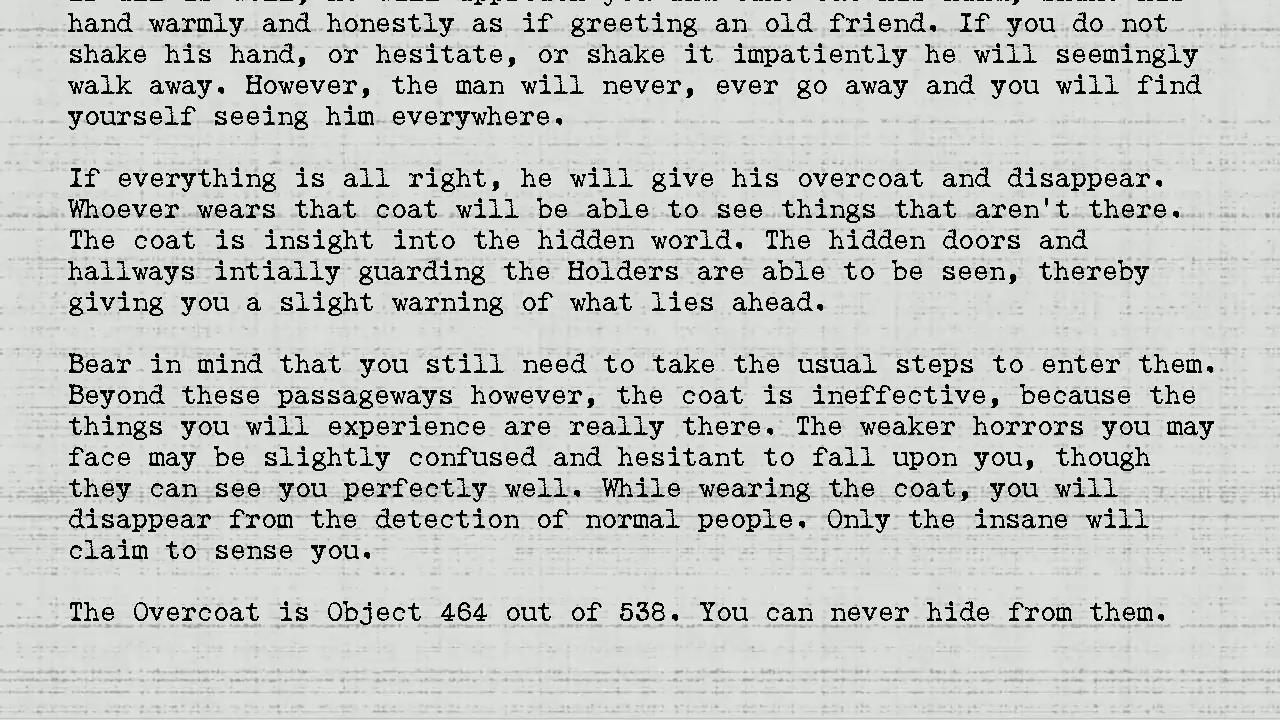 hand warmly and honestly as if greeting an old friend. If you do not
shake his hand, or hesitate, or shake it impatiently he will seemingly
walk away. However, the man will never, ever go away and you will find
yourself seeing him everywhere.
If everything is all right, he will give his overcoat and disappear.
Whoever wears that coat will be able to see things that aren't there.
The coat is insight into the hidden world. The hidden doors and
hallways intially guarding the Holders are able to be seen, thereby
giving you a slight warning of what lies ahead.
Bear in mind that you still need to take the usual steps to enter them.
Beyond these passageways however, the coat is ineffective, because the
things you will experience are really there. The weaker horrors you may
face may be slightly confused and hesitant to fall upon you, though
they can see you perfectly well. While wearing the coat, you will
disappear from the detection of normal people. Only the insane will
claim to sense you.
The Overcoat is Object 464 out of 538. You can never hide from them.